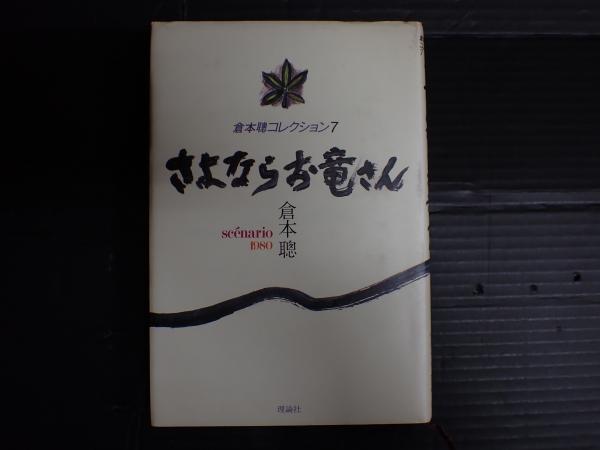 倉本聰コレクション7
さよならお竜さん
倉本聰
scénario
1980
理論社